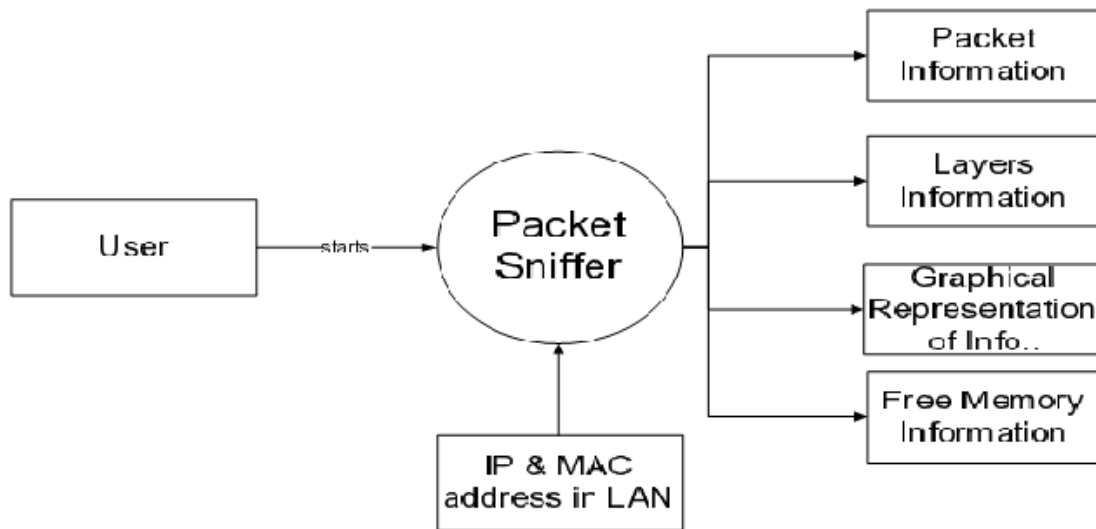 Packet
Information
Layers
Information
User
starts
Packet
Sniffer
Graphical
Representation
of Info..
Free Memory
Information
IP & MAC
address in LAN